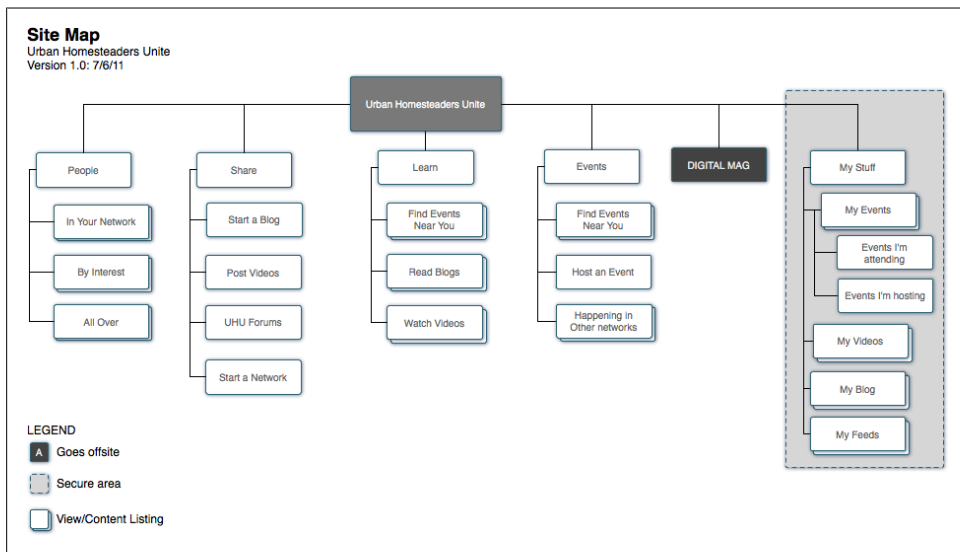 Site Map
Urban Homesteaders Unite
Version 1.0: 7/6/11
Urban Homesteaders Unite
People
In Your Network
By Interest
All Over
Share
Start a Blog
Post Videos
UHU Forums
Start a Network
Learn
Find Events
Near You
Read Blogs
Watch Videos
Events
Find Events
Near You
Host an Event
Happening in
Other networks
DIGITAL MAG
My Stuff
My Events
Events I'm
attending
Events I'm hosting
My Videos
My Blog
My Feeds
LEGEND
A
Goes offsite
Secure area
View/Content Listing